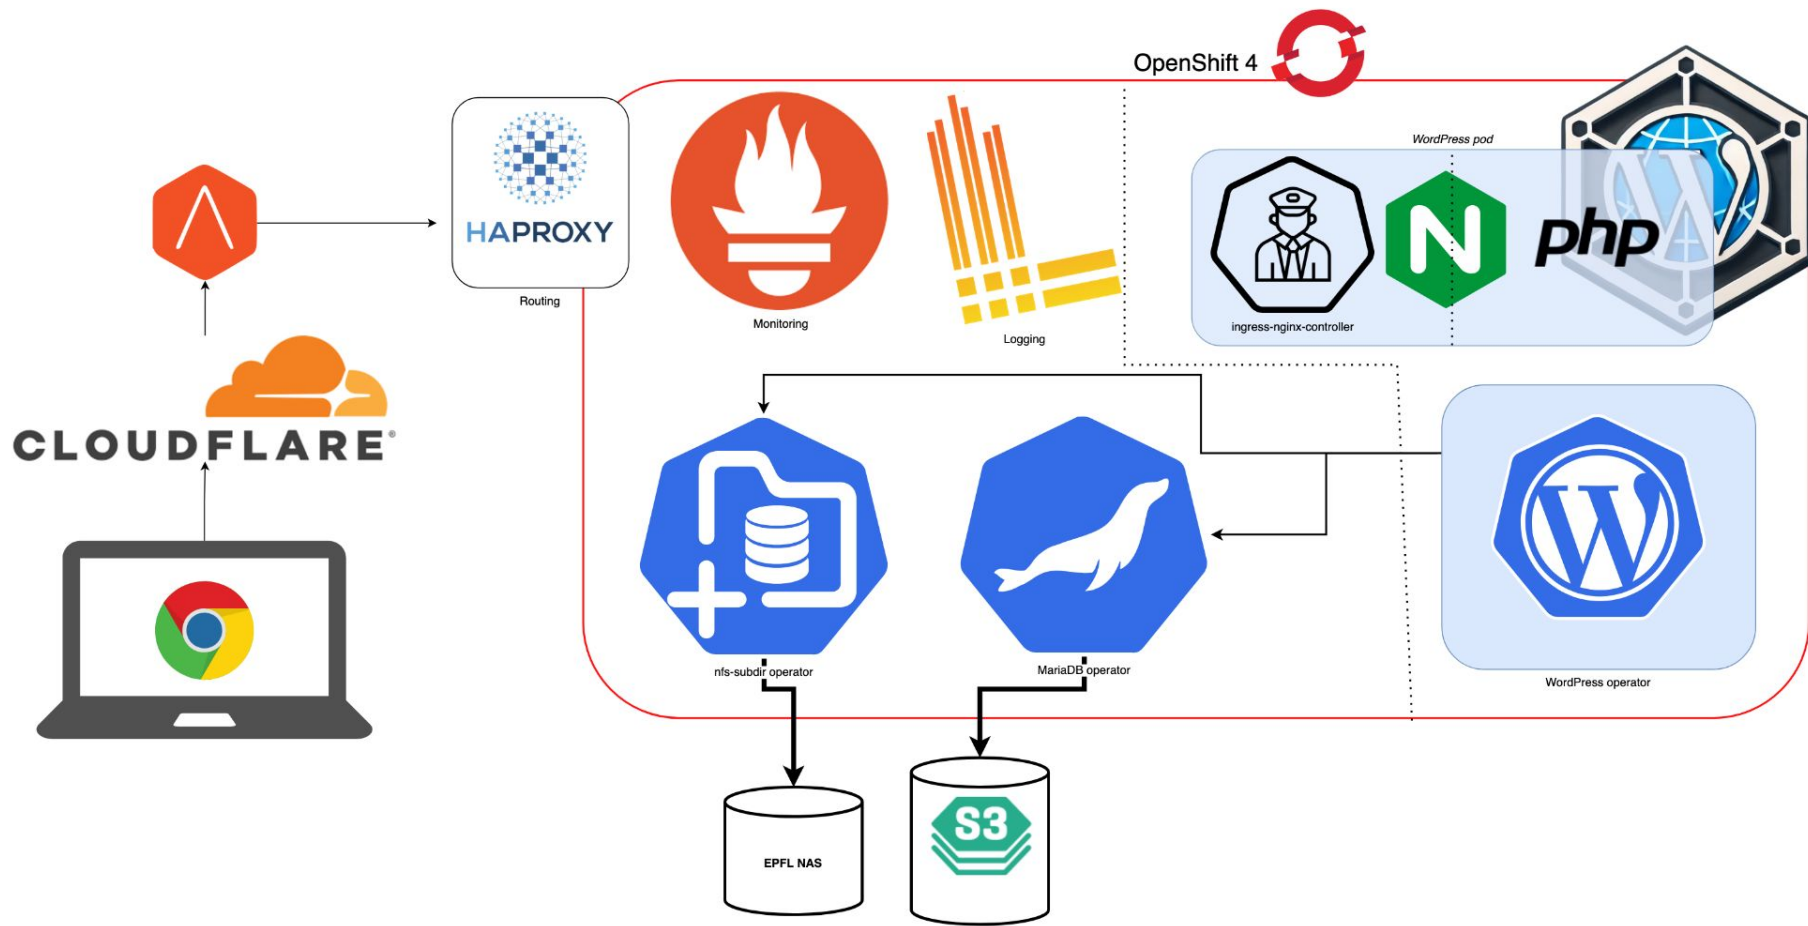 OpenShift 4
HAPROXY
Routing
Monitoring
Logging
WordPress pod
ingress-nginx-controller
N
php
W
CLOUDFLARE®
nfs-subdir operator
MariaDB operator
W
WordPress operator
EPFL NAS
S3